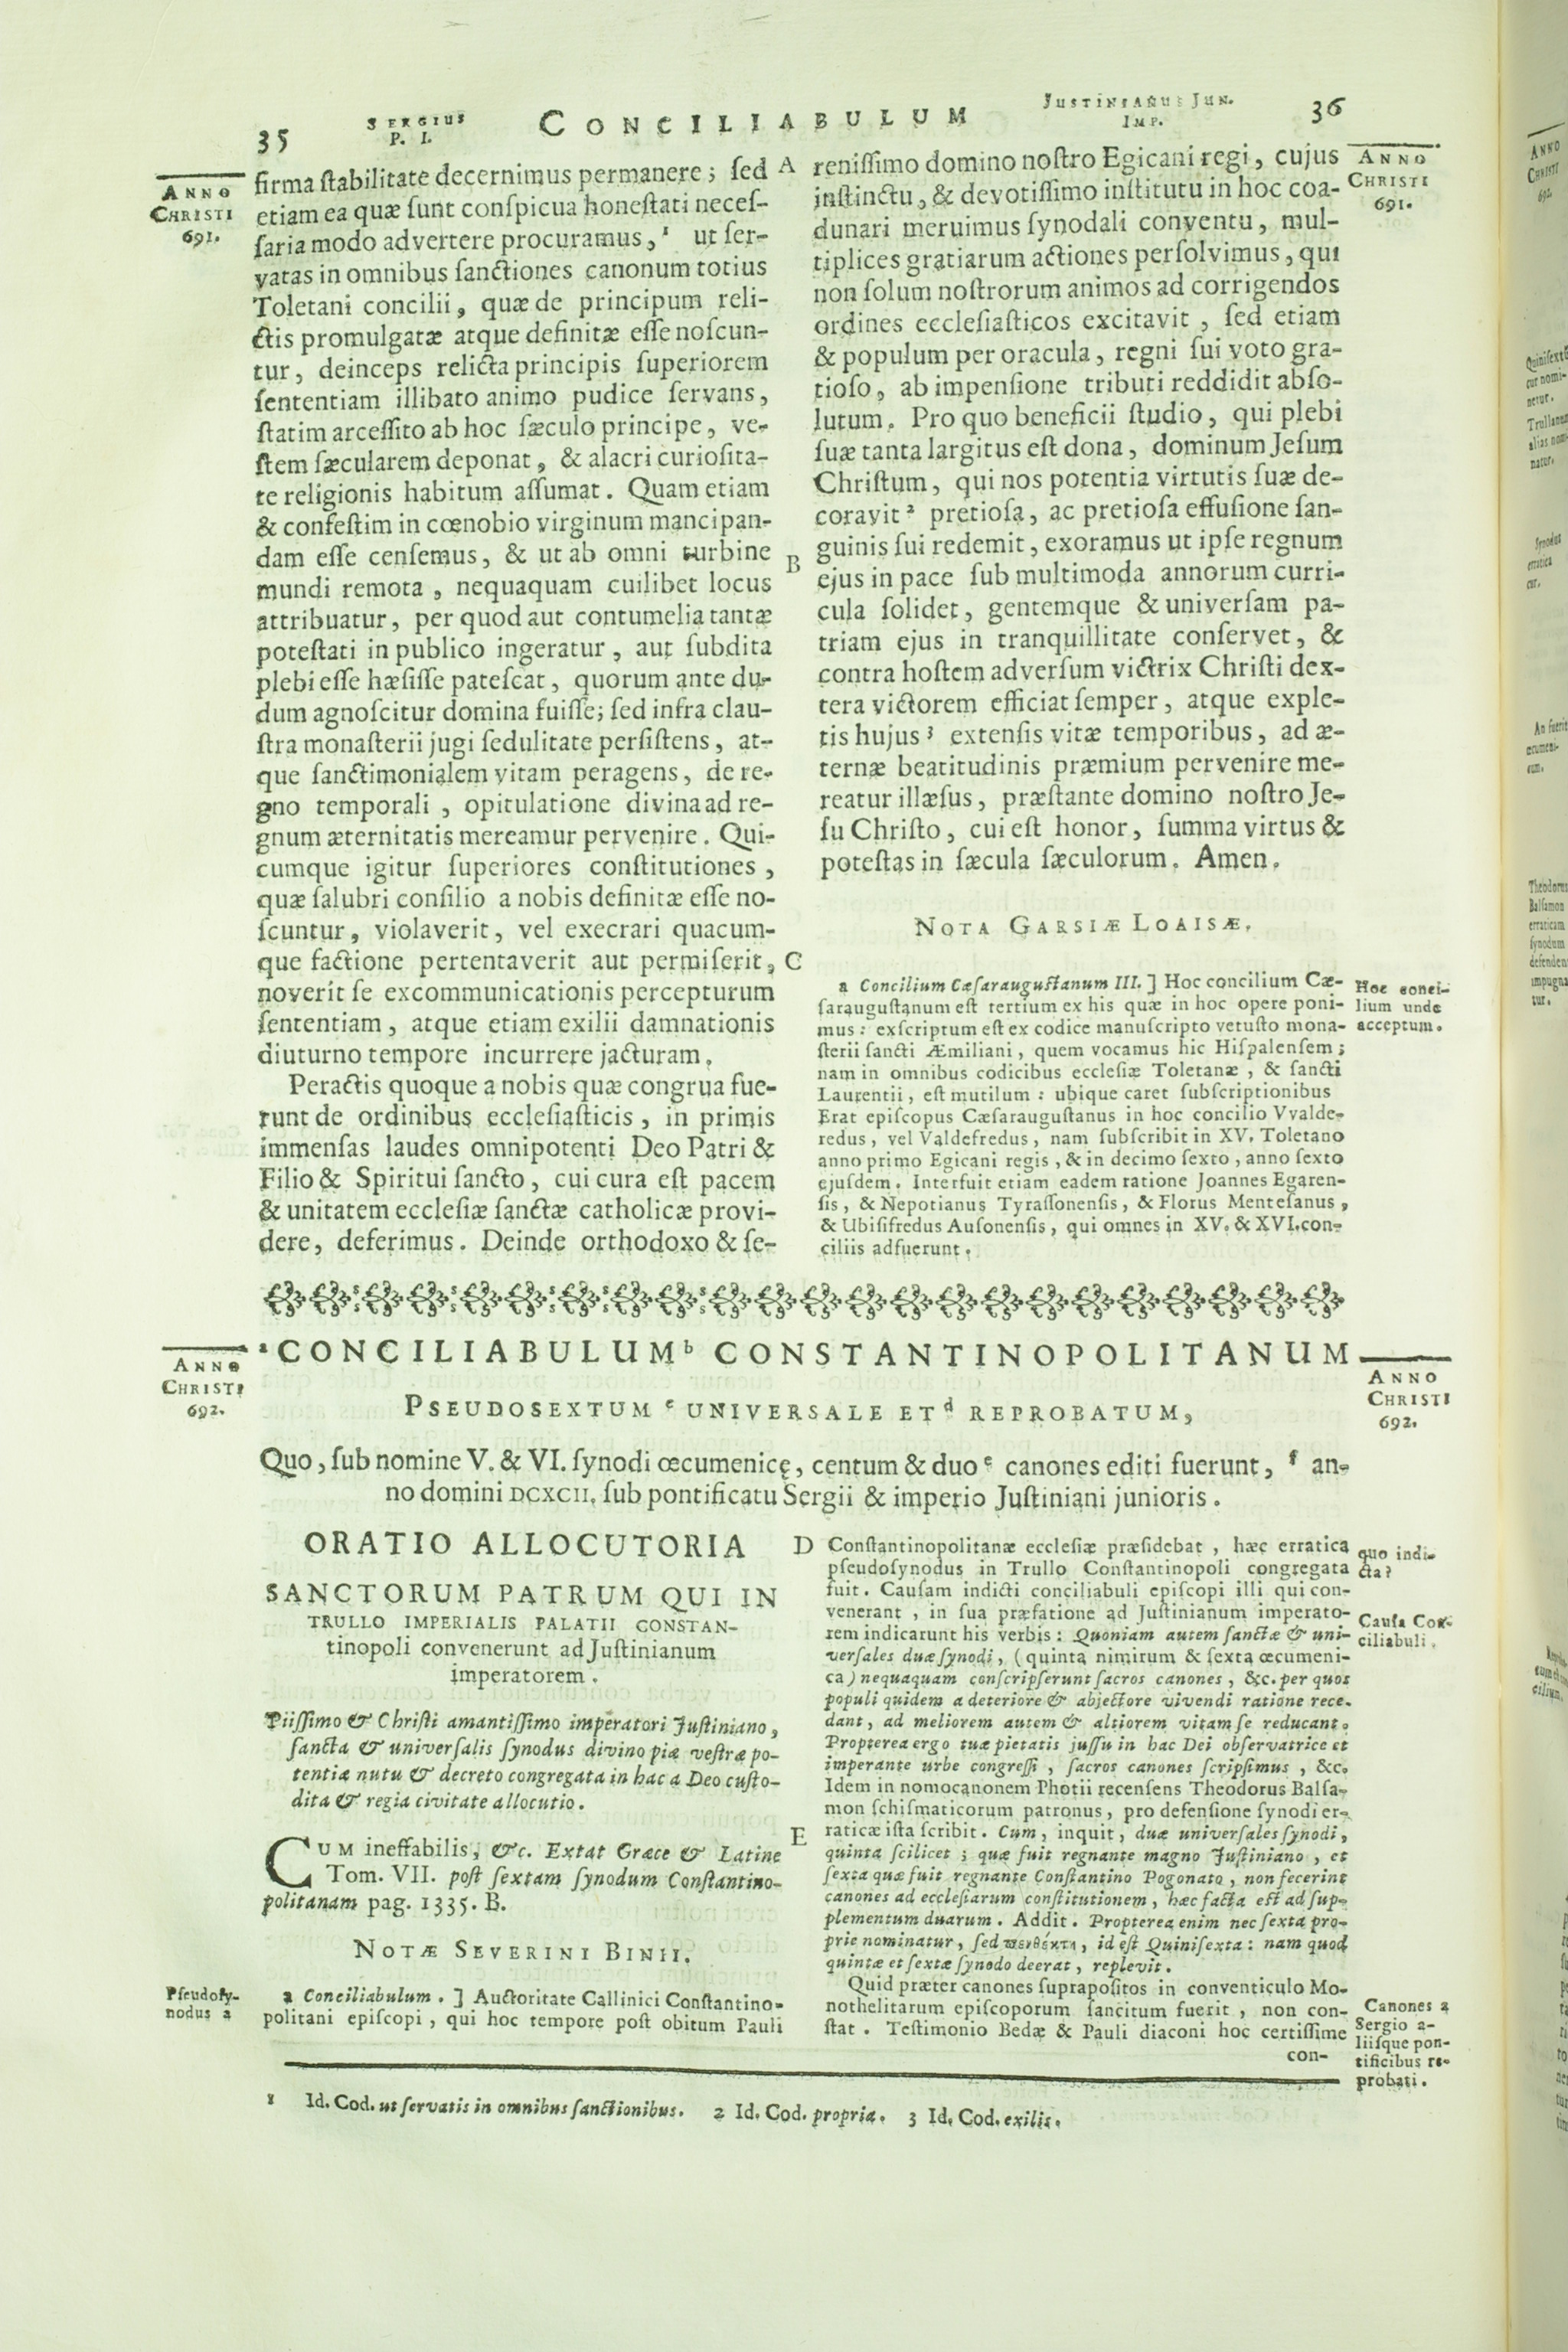 35
SERGIUS
P. I.
CONCILIABULUM
JUSTINIANUS JUN.
IMP.
36
ANNO
CHRISTI
691.
firma ſtabilitate decernimus permanere; ſed
etiam ea quæ ſunt conſpicua honeſtati neceſ-
ſaria modo advertere procuramus,¹ ut ſer-
vatas in omnibus ſanctiones canonum totius
Toletani concilii, quæ de principum reli-
ctis promulgatæ atque definitæ eſſe noſcun-
tur, deinceps relicta principis ſuperiorem
ſententiam illibato animo pudice ſervans,
ſtatim arceſſito ab hoc ſæculo principe, ve-
ſtem ſæcularem deponat, & alacri curioſita-
te religionis habitum aſſumat. Quam etiam
& confeſtim in cœnobio virginum mancipan-
dam eſſe cenſemus, & ut ab omni turbine
mundi remota, nequaquam cuilibet locus
attribuatur, per quod aut contumelia tantæ
poteſtati in publico ingeratur, aut ſubdita
plebi eſſe hæſiſſe pateſcat, quorum ante du-
dum agnoſcitur domina fuiſſe; ſed infra clau-
ſtra monaſterii jugi ſedulitate perſiſtens, at-
que ſanctimonialem vitam peragens, de re-
gno temporali, opitulatione divina ad re-
gnum æternitatis mereamur pervenire. Qui-
cumque igitur ſuperiores conſtitutiones,
quæ ſalubri conſilio a nobis definitæ eſſe no-
ſcuntur, violaverit, vel execrari quacum-
que factione pertentaverit aut permiſerit,
noverit ſe excommunicationis percepturum
ſententiam, atque etiam exilii damnationis
diuturno tempore incurrere jacturam.
Peractis quoque a nobis quæ congrua fue-
runt de ordinibus eccleſiaſticis, in primis
immenſas laudes omnipotenti Deo Patri &
Filio & Spiritui ſancto, cui cura eſt pacem
& unitatem eccleſiæ ſanctæ catholicæ provi-
dere, deferimus. Deinde orthodoxo & ſe-
A
B
C
reniſſimo domino noſtro Egicani regi, cujus
inſtinctu, & devotiſſimo inſtitutu in hoc coa-
dunari meruimus ſynodali conventu, mul-
tiplices gratiarum actiones perſolvimus, qui
non ſolum noſtrorum animos ad corrigendos
ordines eccleſiaſticos excitavit, ſed etiam
& populum per oracula, regni ſui voto gra-
tioſo, ab impenſione tributi reddidit abſo-
lutum. Pro quo beneficii ſtudio, qui plebi
ſuæ tanta largitus eſt dona, dominum Jeſum
Chriſtum, qui nos potentia virtutis ſuæ de-
coravit² pretioſa, ac pretioſa effuſione ſan-
guinis ſui redemit, exoramus ut ipſe regnum
ejus in pace ſub multimoda annorum curri-
cula ſolidet, gentemque & univerſam pa-
triam ejus in tranquillitate conſervet, &
contra hoſtem adverſum victrix Chriſti dex-
tera victorem efficiat ſemper, atque exple-
tis hujus³ extenſis vitæ temporibus, ad æ-
ternæ beatitudinis præmium pervenire me-
reatur illæſus, præſtante domino noſtro Je-
ſu Chriſto, cui eſt honor, ſumma virtus &
poteſtas in ſæcula ſæculorum. Amen.
ANNO
CHRISTI
691.
NOTA GARSIÆ LOAISÆ.
a Concilium Cæſarauguſtanum III. ] Hoc concilium Cæ-
ſarauguſtanum eſt tertium ex his quæ in hoc opere poni-
mus: exſcriptum eſt ex codice manuſcripto vetuſto mona-
ſterii ſancti Æmiliani, quem vocamus hic Hiſpalenſem;
nam in omnibus codicibus eccleſiæ Toletanæ, & ſancti
Laurentii, eſt mutilum: ubique caret ſubſcriptionibus
Erat epiſcopus Cæſarauguſtanus in hoc concilio Vvalde-
redus, vel Valdefredus, nam ſubſcribit in XV. Toletano
anno primo Egicani regis, & in decimo ſexto, anno ſexto
ejuſdem. Interfuit etiam eadem ratione Joannes Egaren-
ſis, & Nepotianus Tyraſſonenſis, & Florus Menteſanus,
& Ubiſifredus Auſonenſis, qui omnes in XV. & XVI. con-
ciliis adfuerunt.
Hoc conci-
lium unde
acceptum.
ANNO
CHRISTI
692.
ᵃ CONCILIABULUM ᵇ CONSTANTINOPOLITANUM
PSEUDOSEXTUM ᶜ UNIVERSALE ET ᵈ REPROBATUM,
Quo, ſub nomine V. & VI. ſynodi œcumenicę, centum & duo ᵉ canones editi fuerunt, ᶠ an-
no domini DCXCII. ſub pontificatu Sergii & imperio Juſtiniani junioris.
ANNO
CHRISTI
692.
ORATIO ALLOCUTORIA
SANCTORUM PATRUM QUI IN
TRULLO IMPERIALIS PALATII CONSTAN-
tinopoli convenerunt ad Juſtinianum
imperatorem.
Piiſſimo & Chriſti amantiſſimo imperatori Juſtiniano,
ſancta & univerſalis ſynodus divino piæ veſtræ po-
tentiæ nutu & decreto congregata in hac a Deo cuſto-
dita & regia civitate allocutio.
CUM ineffabilis, &c. Extat Græce & Latine
Tom. VII. poſt ſextam ſynodum Conſtantino-
politanam pag. 1335. B.
NOTÆ SEVERINI BINII.
Pſeudoſy-
nodus a
a Conciliabulum. ] Auctoritate Callinici Conſtantino-
politani epiſcopi, qui hoc tempore poſt obitum Pauli
D
E
Conſtantinopolitanæ eccleſiæ præſidebat, hæc erratica
pſeudoſynodus in Trullo Conſtantinopoli congregata
fuit. Cauſam indicti conciliabuli epiſcopi illi qui con-
venerant, in ſua præfatione ad Juſtinianum imperato-
rem indicarunt his verbis: Quoniam autem ſanctæ & uni-
verſales duæ ſynodi, (quinta nimirum & ſexta œcumeni-
ca) nequaquam conſcripſerunt ſacros canones, &c. per quos
populi quidem a deteriore & abjectore vivendi ratione rece-
dant, ad meliorem autem & altiorem vitam ſe reducant.
Propterea ergo tuæ pietatis juſſu in hac Dei obſervatrice et
imperante urbe congreſſi, ſacros canones ſcripſimus, &c.
Idem in nomocanonem Photii recenſens Theodorus Balſa-
mon ſchiſmaticorum patronus, pro defenſione ſynodi er-
raticæ iſta ſcribit. Cum, inquit, duæ univerſales ſynodi,
quinta ſcilicet; quæ fuit regnante magno Juſtiniano, et
ſexta quæ fuit regnante Conſtantino Pogonato, non fecerint
canones ad eccleſiarum conſtitutionem, hæc facta eſt ad ſup-
plementum duarum. Addit. Propterea enim nec ſexta pro-
prie nominatur, ſed πενθέκτη, id eſt Quiniſexta: nam quod
quintæ et ſextæ ſynodo deerat, replevit.
Quid præter canones ſuprapoſitos in conventiculo Mo-
nothelitarum epiſcoporum ſancitum fuerit, non con-
ſtat. Teſtimonio Bedæ & Pauli diaconi hoc certiſſime
con-
quo indi-
cta?
Cauſa Con-
ciliabuli.
Canones a
Sergio a-
liiſque pon-
tificibus re-
probati.
1 Id. Cod. ut ſervatis in omnibus ſanctionibus. 2 Id. Cod. propria. 3 Id. Cod. exilis.
ANNO
CHRISTI
692.
Quiniſexta
cur nomi-
netur.
Trullana
alias nomi-
natur.
Synodus
erratica
cur.
An fuerit
œcumeni-
Theodorus
Balſamon
erraticam
ſynodum
defendens
impugna-
tur.